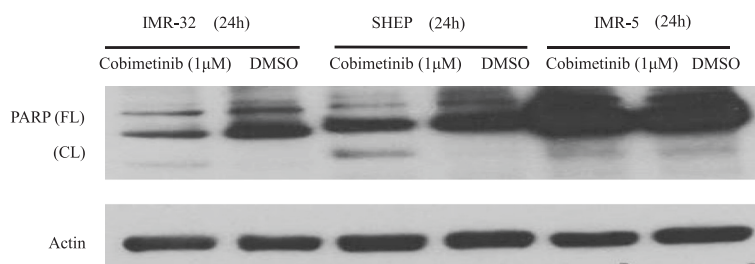 IMR-32 (24h) SHEP (24h) IMR-5 (24h)
Cobimetinib (1μM) DMSO Cobimetinib (1μM) DMSO Cobimetinib (1μM) DMSO
PARP (FL)
(CL)
Actin